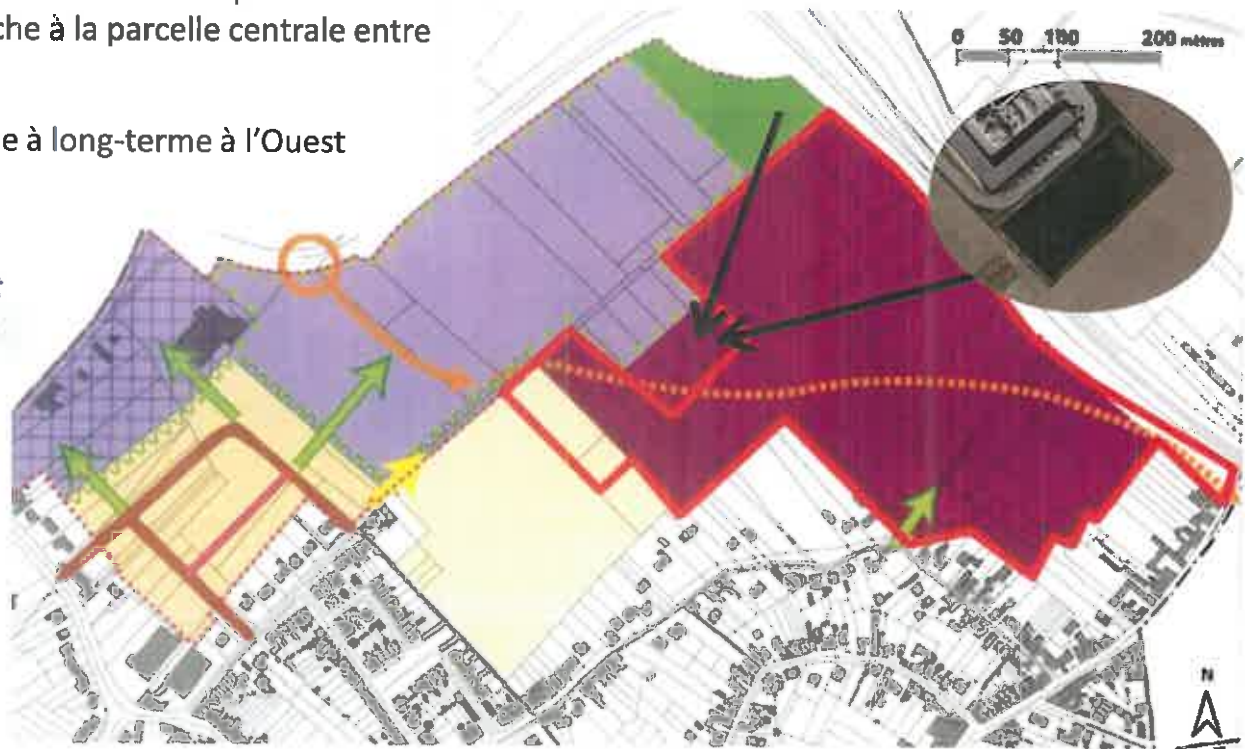 che à la parcelle centrale entre
e à long-terme à l'Ouest
0 50 100 200 mètres
N